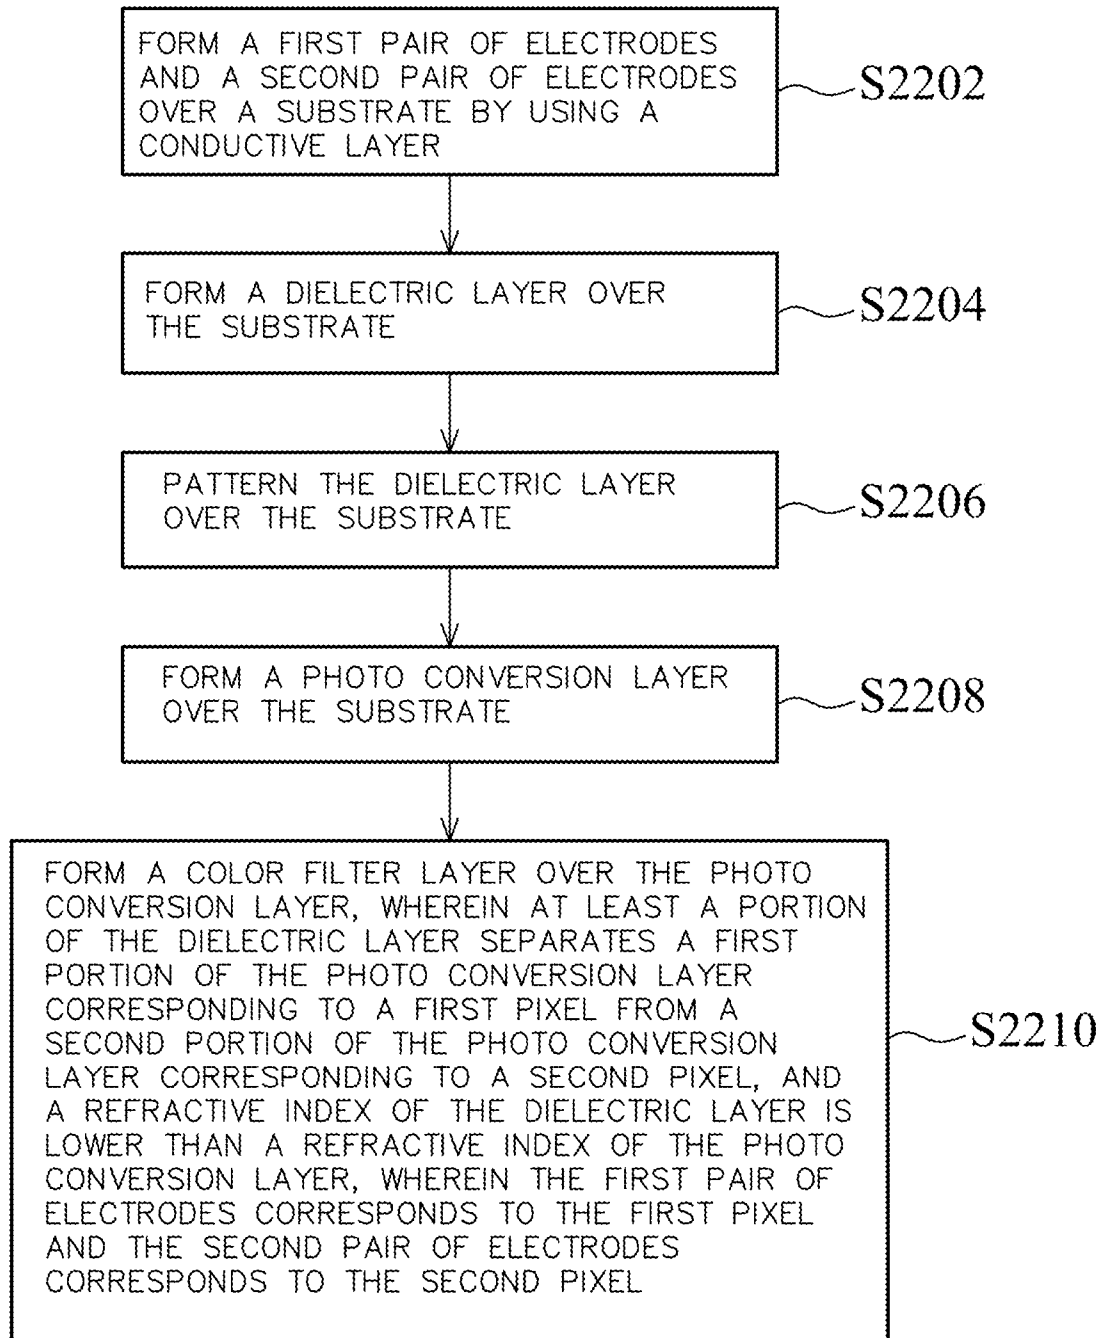 FORM A FIRST PAIR OF ELECTRODES
AND A SECOND PAIR OF ELECTRODES
OVER A SUBSTRATE BY USING A
CONDUCTIVE LAYER
S2202
FORM A DIELECTRIC LAYER OVER
THE SUBSTRATE
S2204
PATTERN THE DIELECTRIC LAYER
OVER THE SUBSTRATE
S2206
FORM A PHOTO CONVERSION LAYER
OVER THE SUBSTRATE
S2208
FORM A COLOR FILTER LAYER OVER THE PHOTO
CONVERSION LAYER, WHEREIN AT LEAST A PORTION
OF THE DIELECTRIC LAYER SEPARATES A FIRST
PORTION OF THE PHOTO CONVERSION LAYER
CORRESPONDING TO A FIRST PIXEL FROM A
SECOND PORTION OF THE PHOTO CONVERSION
LAYER CORRESPONDING TO A SECOND PIXEL, AND
A REFRACTIVE INDEX OF THE DIELECTRIC LAYER IS
LOWER THAN A REFRACTIVE INDEX OF THE PHOTO
CONVERSION LAYER, WHEREIN THE FIRST PAIR OF
ELECTRODES CORRESPONDS TO THE FIRST PIXEL
AND THE SECOND PAIR OF ELECTRODES
CORRESPONDS TO THE SECOND PIXEL
S2210